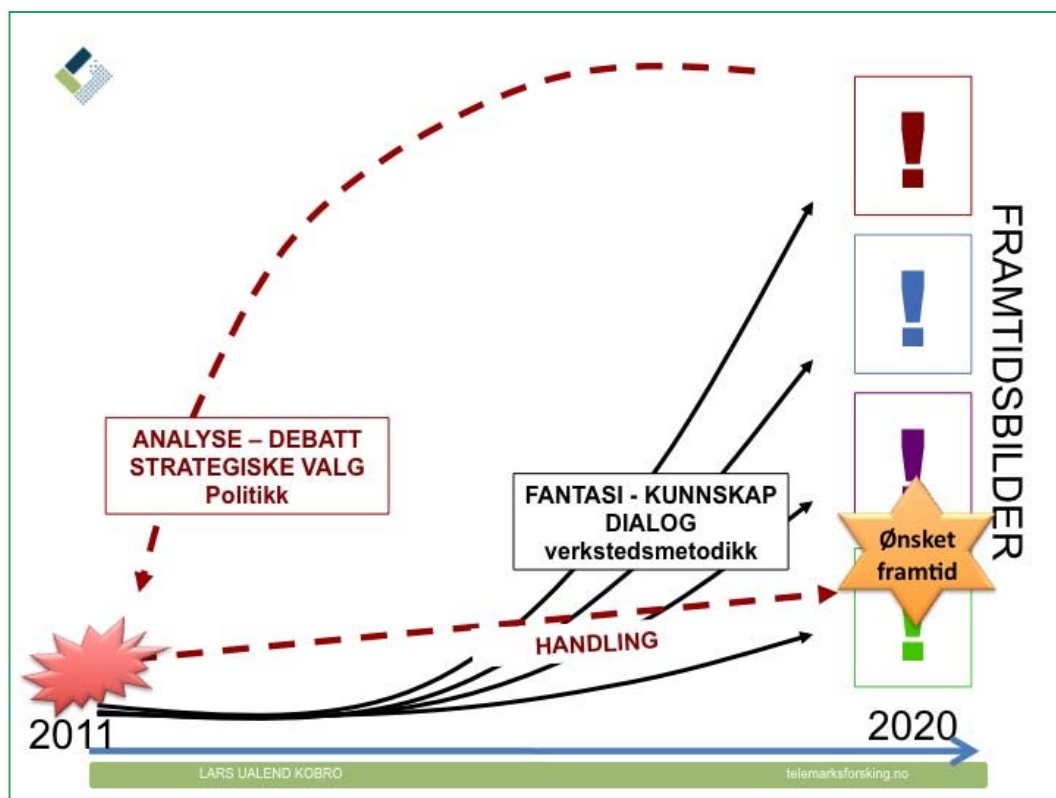 !
!
!
!
FRAMTIDSBILDER
ANALYSE – DEBATT
STRATEGISKE VALG
Politikk
FANTASI - KUNNSKAP
DIALOG
verkstedsmetodikk
Ønsket
framtid
HANDLING
2011
2020
LARS UALEND KOBRO
telemarksforsking.no